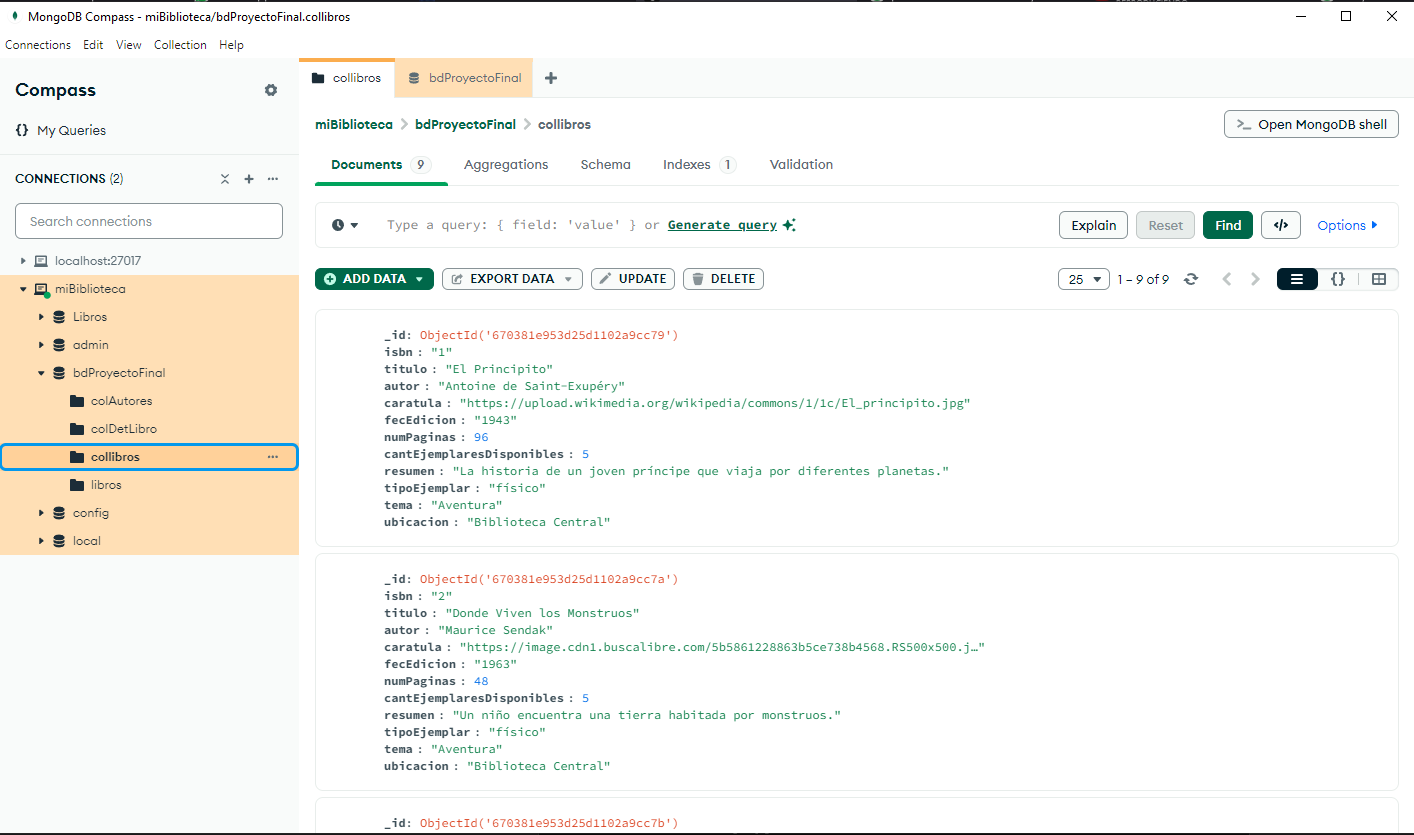 MongoDB Compass - miBiblioteca/bdProyectoFinal.collibros
Connections Edit View Collection Help
Compass
{} My Queries
CONNECTIONS (2)
Search connections
localhost:27017
miBiblioteca
Libros
admin
bdProyectoFinal
colAutores
colDetLibro
collibros
libros
config
local
collibros bdProyectoFinal
miBiblioteca > bdProyectoFinal > collibros
>_ Open MongoDB shell
Documents 9 Aggregations Schema Indexes 1 Validation
Type a query: { field: 'value' } or Generate query
Explain Reset Find </> Options
ADD DATA EXPORT DATA UPDATE DELETE
25 1 – 9 of 9 {}
_id: ObjectId('670381e953d25d1102a9cc79')
isbn : "1"
titulo : "El Principito"
autor : "Antoine de Saint-Exupéry"
caratula : "https://upload.wikimedia.org/wikipedia/commons/1/1c/El_principito.jpg"
fecEdicion : "1943"
numPaginas : 96
cantEjemplaresDisponibles : 5
resumen : "La historia de un joven príncipe que viaja por diferentes planetas."
tipoEjemplar : "físico"
tema : "Aventura"
ubicacion : "Biblioteca Central"
_id: ObjectId('670381e953d25d1102a9cc7a')
isbn : "2"
titulo : "Donde Viven los Monstruos"
autor : "Maurice Sendak"
caratula : "https://image.cdn1.buscalibre.com/5b5861228863b5ce738b4568.RS500x500.j…"
fecEdicion : "1963"
numPaginas : 48
cantEjemplaresDisponibles : 5
resumen : "Un niño encuentra una tierra habitada por monstruos."
tipoEjemplar : "físico"
tema : "Aventura"
ubicacion : "Biblioteca Central"
_id: ObjectId('670381e953d25d1102a9cc7b')